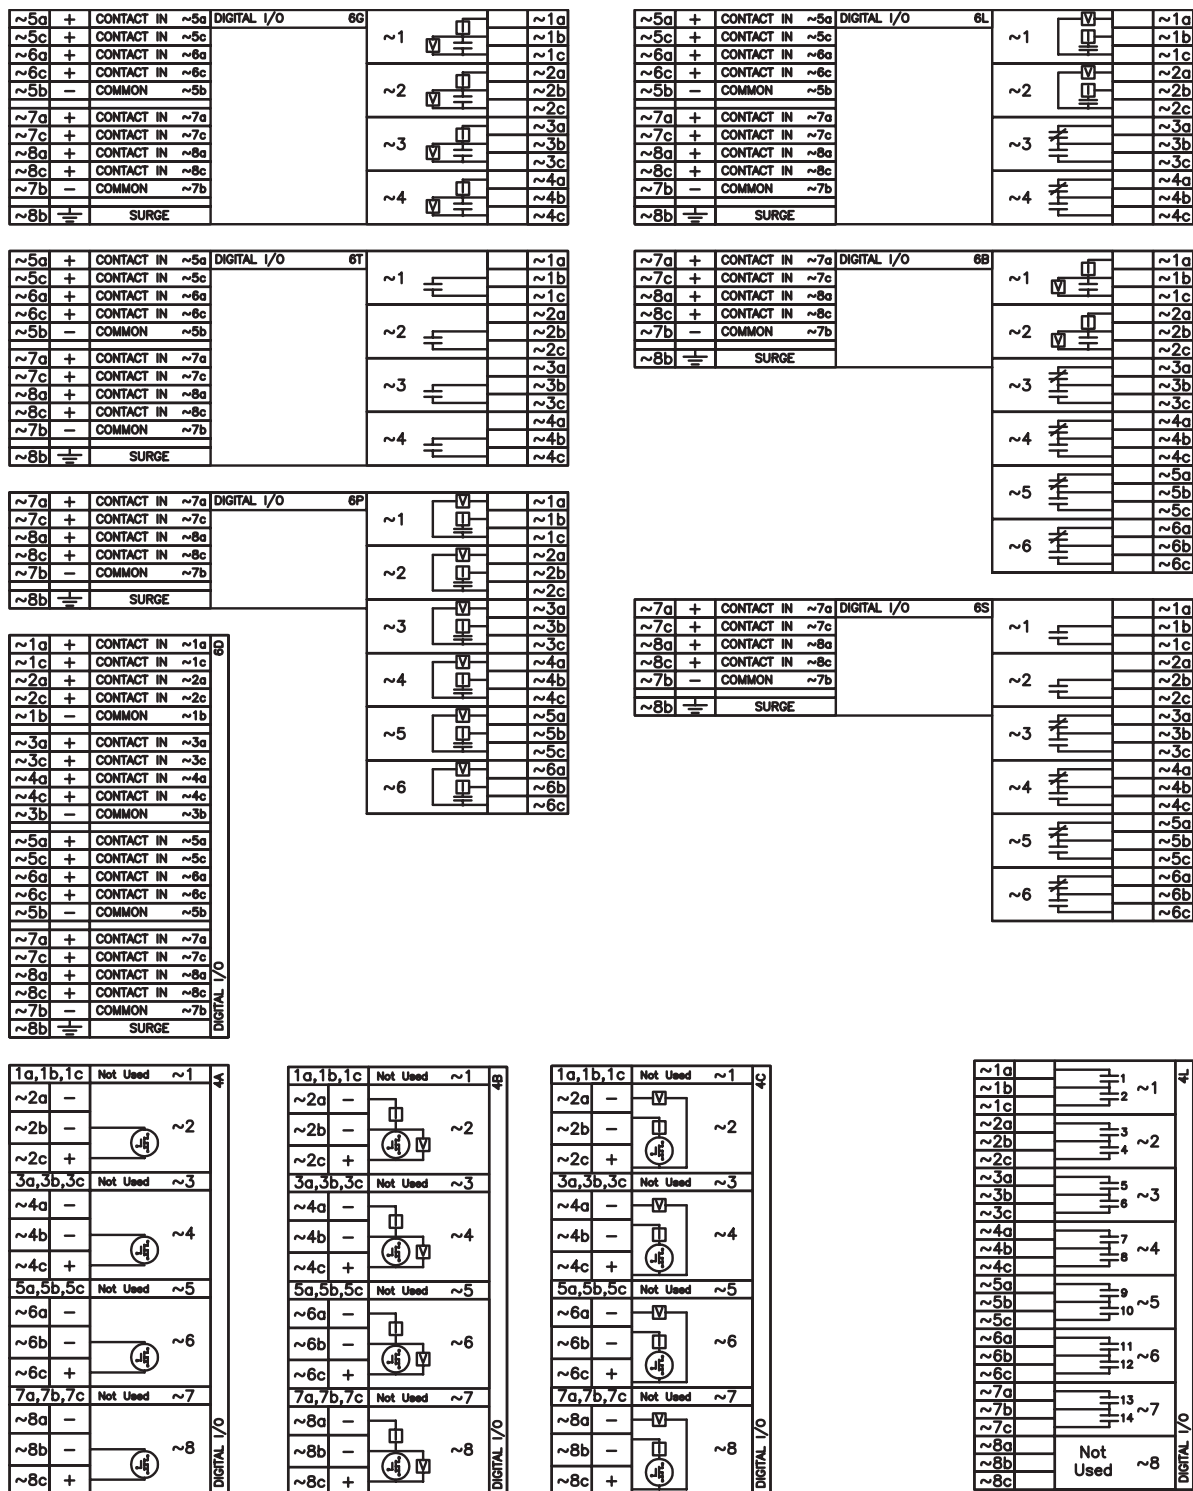 ~5a + CONTACT IN ~5a DIGITAL I/O 6G
~5c + CONTACT IN ~5c
~6a + CONTACT IN ~6a
~6c + CONTACT IN ~6c
~5b − COMMON ~5b
~7a + CONTACT IN ~7a
~7c + CONTACT IN ~7c
~8a + CONTACT IN ~8a
~8c + CONTACT IN ~8c
~7b − COMMON ~7b
~8b SURGE
~1 V ~1a
~1b
~1c
~2 V ~2a
~2b
~2c
~3 V ~3a
~3b
~3c
~4 V ~4a
~4b
~4c
~5a + CONTACT IN ~5a DIGITAL I/O 6L
~5c + CONTACT IN ~5c
~6a + CONTACT IN ~6a
~6c + CONTACT IN ~6c
~5b − COMMON ~5b
~7a + CONTACT IN ~7a
~7c + CONTACT IN ~7c
~8a + CONTACT IN ~8a
~8c + CONTACT IN ~8c
~7b − COMMON ~7b
~8b SURGE
~1 V ~1a
~1b
~1c
~2 V ~2a
~2b
~2c
~3 ~3a
~3b
~3c
~4 ~4a
~4b
~4c
~5a + CONTACT IN ~5a DIGITAL I/O 6T
~5c + CONTACT IN ~5c
~6a + CONTACT IN ~6a
~6c + CONTACT IN ~6c
~5b − COMMON ~5b
~7a + CONTACT IN ~7a
~7c + CONTACT IN ~7c
~8a + CONTACT IN ~8a
~8c + CONTACT IN ~8c
~7b − COMMON ~7b
~8b SURGE
~1 ~1a
~1b
~1c
~2 ~2a
~2b
~2c
~3 ~3a
~3b
~3c
~4 ~4a
~4b
~4c
~7a + CONTACT IN ~7a DIGITAL I/O 6B
~7c + CONTACT IN ~7c
~8a + CONTACT IN ~8a
~8c + CONTACT IN ~8c
~7b − COMMON ~7b
~8b SURGE
~1 V ~1a
~1b
~1c
~2 V ~2a
~2b
~2c
~3 ~3a
~3b
~3c
~4 ~4a
~4b
~4c
~5 ~5a
~5b
~5c
~6 ~6a
~6b
~6c
~7a + CONTACT IN ~7a DIGITAL I/O 6P
~7c + CONTACT IN ~7c
~8a + CONTACT IN ~8a
~8c + CONTACT IN ~8c
~7b − COMMON ~7b
~8b SURGE
~1 V ~1a
~1b
~1c
~2 V ~2a
~2b
~2c
~3 V ~3a
~3b
~3c
~4 V ~4a
~4b
~4c
~5 V ~5a
~5b
~5c
~6 V ~6a
~6b
~6c
~7a + CONTACT IN ~7a DIGITAL I/O 6S
~7c + CONTACT IN ~7c
~8a + CONTACT IN ~8a
~8c + CONTACT IN ~8c
~7b − COMMON ~7b
~8b SURGE
~1 ~1a
~1b
~1c
~2 ~2a
~2b
~2c
~3 ~3a
~3b
~3c
~4 ~4a
~4b
~4c
~5 ~5a
~5b
~5c
~6 ~6a
~6b
~6c
~1a + CONTACT IN ~1a 6D
~1c + CONTACT IN ~1c
~2a + CONTACT IN ~2a
~2c + CONTACT IN ~2c
~1b − COMMON ~1b
~3a + CONTACT IN ~3a
~3c + CONTACT IN ~3c
~4a + CONTACT IN ~4a
~4c + CONTACT IN ~4c
~3b − COMMON ~3b
~5a + CONTACT IN ~5a
~5c + CONTACT IN ~5c
~6a + CONTACT IN ~6a
~6c + CONTACT IN ~6c
~5b − COMMON ~5b
~7a + CONTACT IN ~7a
~7c + CONTACT IN ~7c
~8a + CONTACT IN ~8a
~8c + CONTACT IN ~8c
~7b − COMMON ~7b
~8b SURGE
DIGITAL I/O
1a,1b,1c Not Used ~1 4A
~2a −
~2b − ~2
~2c +
3a,3b,3c Not Used ~3
~4a −
~4b − ~4
~4c +
5a,5b,5c Not Used ~5
~6a −
~6b − ~6
~6c +
7a,7b,7c Not Used ~7
~8a −
~8b − ~8
~8c +
DIGITAL I/O
1a,1b,1c Not Used ~1 4B
~2a −
~2b − ~2
~2c + V
3a,3b,3c Not Used ~3
~4a −
~4b − ~4
~4c + V
5a,5b,5c Not Used ~5
~6a −
~6b − ~6
~6c + V
7a,7b,7c Not Used ~7
~8a −
~8b − ~8
~8c + V
DIGITAL I/O
1a,1b,1c Not Used ~1 4C
~2a − V
~2b − ~2
~2c +
3a,3b,3c Not Used ~3
~4a − V
~4b − ~4
~4c +
5a,5b,5c Not Used ~5
~6a − V
~6b − ~6
~6c +
7a,7b,7c Not Used ~7
~8a − V
~8b − ~8
~8c +
DIGITAL I/O
~1a 1 4L
~1b 2 ~1
~1c
~2a 3
~2b 4 ~2
~2c
~3a 5
~3b 6 ~3
~3c
~4a 7
~4b 8 ~4
~4c
~5a 9
~5b 10 ~5
~5c
~6a 11
~6b 12 ~6
~6c
~7a 13
~7b 14 ~7
~7c
~8a Not
~8b Used ~8
~8c
DIGITAL I/O